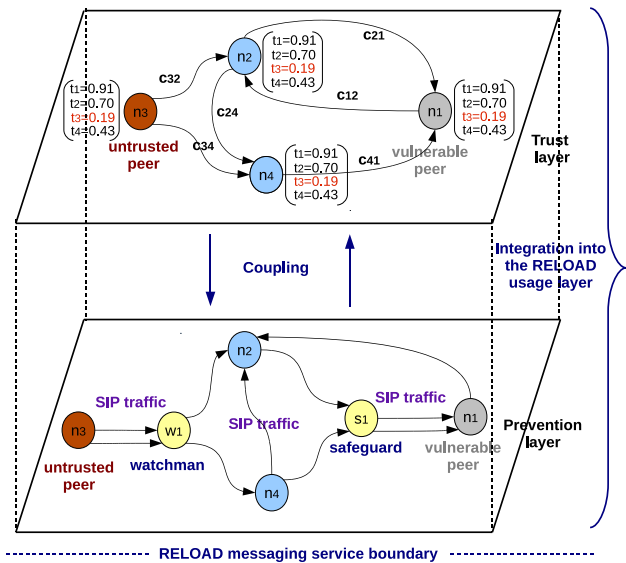 c21
n2
t1=0.91
t2=0.70
t3=0.19
t4=0.43
c32
t1=0.91
t2=0.70
t3=0.19
t4=0.43
n3
c24
c12
n1
t1=0.91
t2=0.70
t3=0.19
t4=0.43
untrusted
peer
c34
n4
t1=0.91
t2=0.70
t3=0.19
t4=0.43
c41
vulnerable
peer
Trust
layer
Coupling
Integration into
the RELOAD
usage layer
n2
SIP traffic
SIP traffic
n3
w1
SIP traffic
s1
n1
Prevention
layer
untrusted
peer
watchman
safeguard
vulnerable
peer
n4
RELOAD messaging service boundary